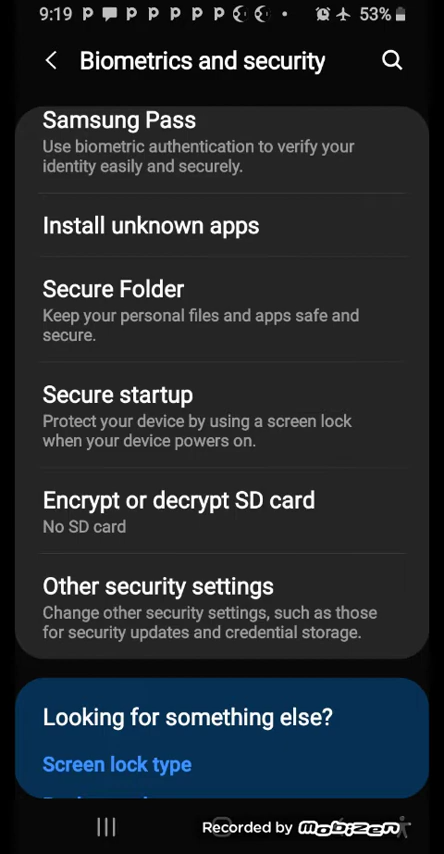 9:19 P P P P P P 53%
Biometrics and security
Samsung Pass
Use biometric authentication to verify your
identity easily and securely.
Install unknown apps
Secure Folder
Keep your personal files and apps safe and
secure.
Secure startup
Protect your device by using a screen lock
when your device powers on.
Encrypt or decrypt SD card
No SD card
Other security settings
Change other security settings, such as those
for security updates and credential storage.
Looking for something else?
Screen lock type
Recorded by Mobizen